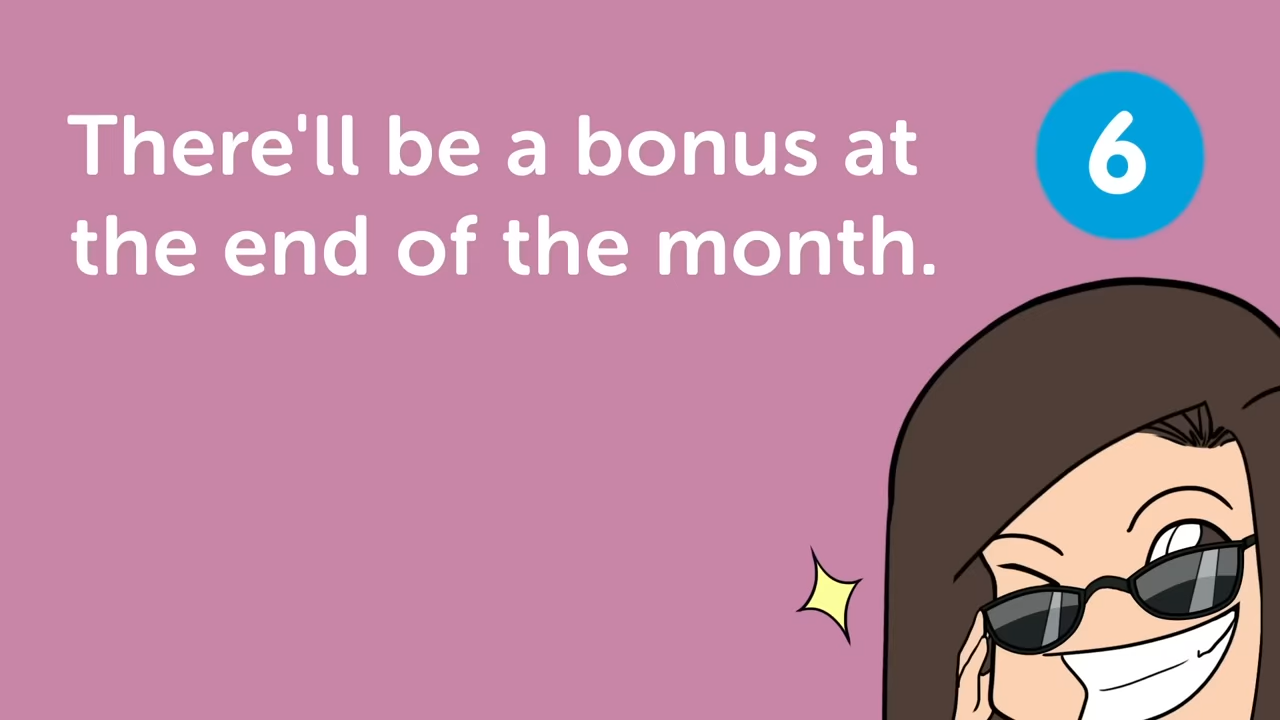 There'll be a bonus at
the end of the month.
6